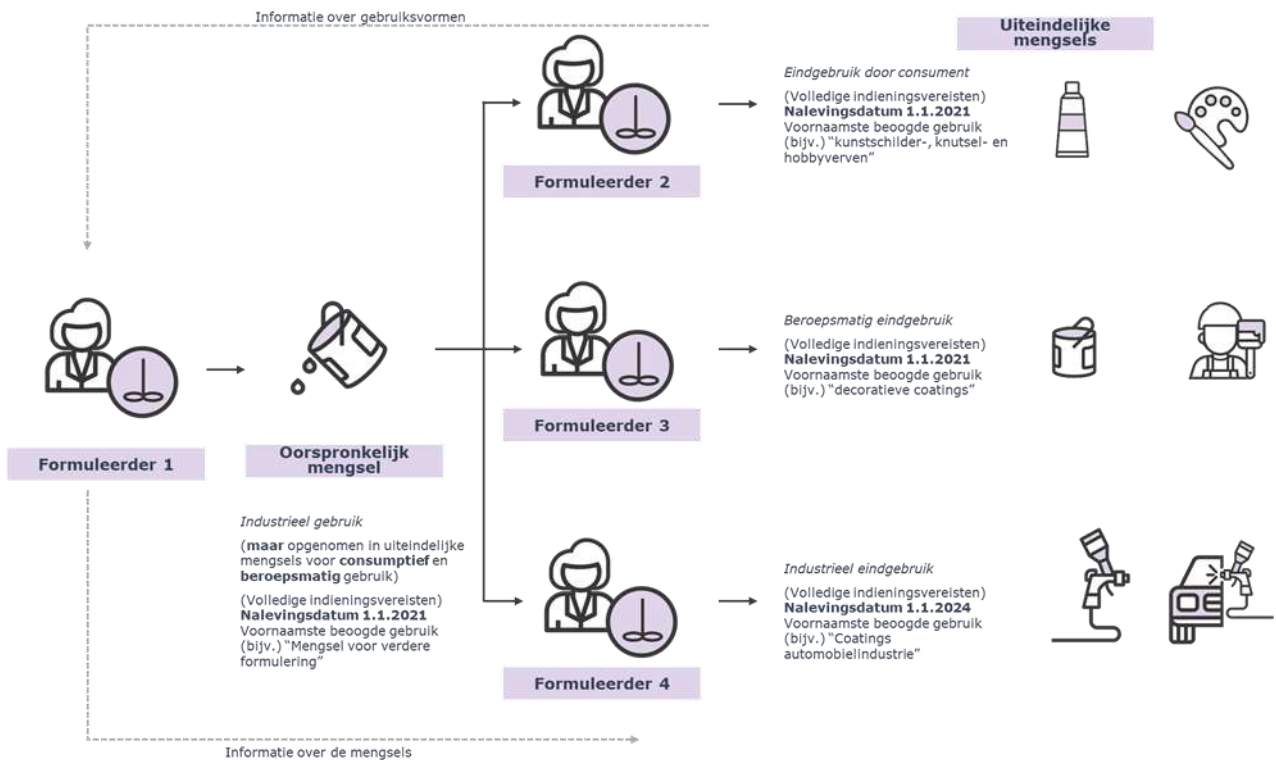 Informatie over gebruiksvormen
Uiteindelijke
mengsels
Eindgebruik door consument
(Volledige indieningsvereisten)
Nalevingsdatum 1.1.2021
Voornaamste beoogde gebruik
(bijv.) “kunstschilder-, knutsel- en
hobbyverven”
Formuleerder 2
Beroepsmatig eindgebruik
(Volledige indieningsvereisten)
Nalevingsdatum 1.1.2021
Voornaamste beoogde gebruik
(bijv.) “decoratieve coatings”
Formuleerder 3
Formuleerder 1
Oorspronkelijk
mengsel
Industrieel gebruik
(maar opgenomen in uiteindelijke
mengsels voor consumptief en
beroepsmatig gebruik)
(Volledige indieningsvereisten)
Nalevingsdatum 1.1.2021
Voornaamste beoogde gebruik
(bijv.) “Mengsel voor verdere
formulering”
Industrieel eindgebruik
(Volledige indieningsvereisten)
Nalevingsdatum 1.1.2024
Voornaamste beoogde gebruik
(bijv.) “Coatings
automobielindustrie”
Formuleerder 4
Informatie over de mengsels